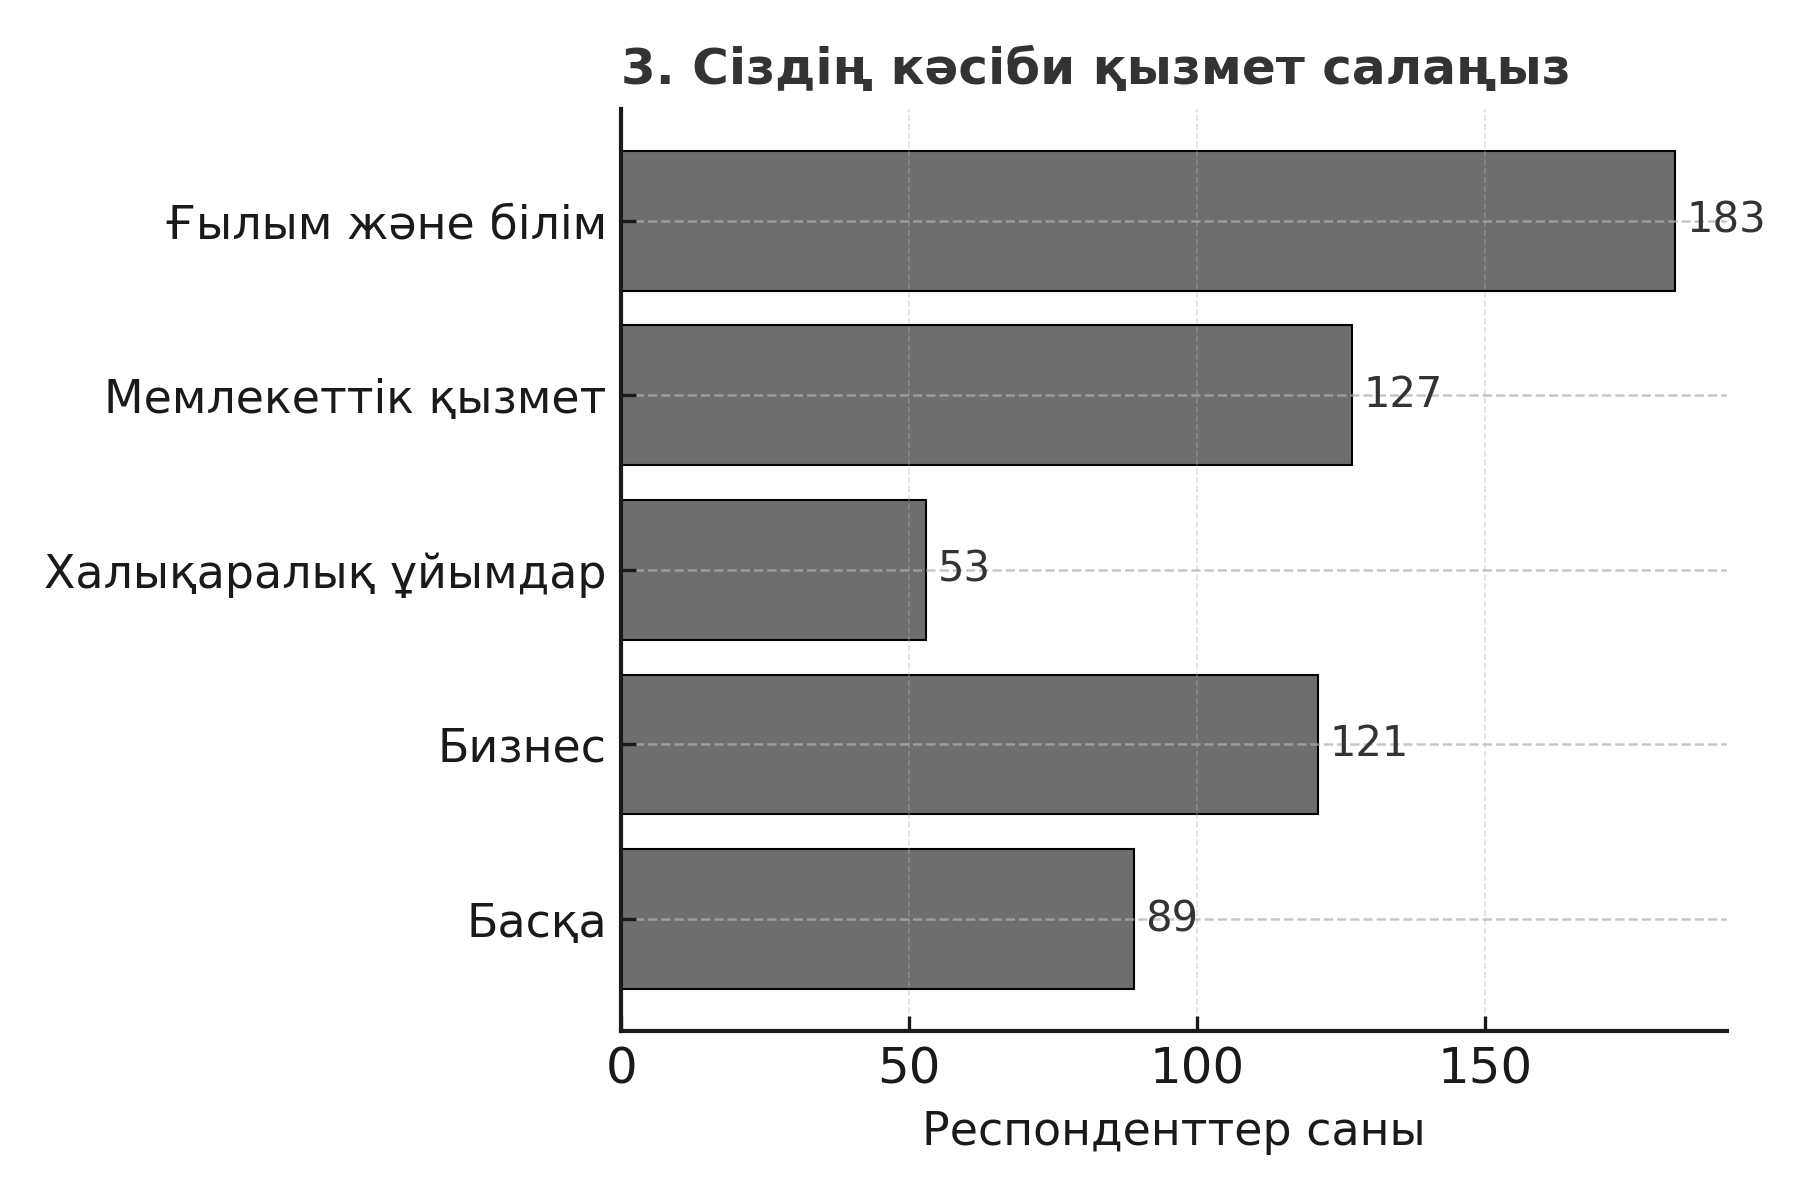 3. Сіздің кәсіби қызмет салаңыз
Ғылым және білім
183
Мемлекеттік қызмет
127
Халықаралық ұйымдар
53
Бизнес
121
Басқа
89
0 50 100 150
Респонденттер саны